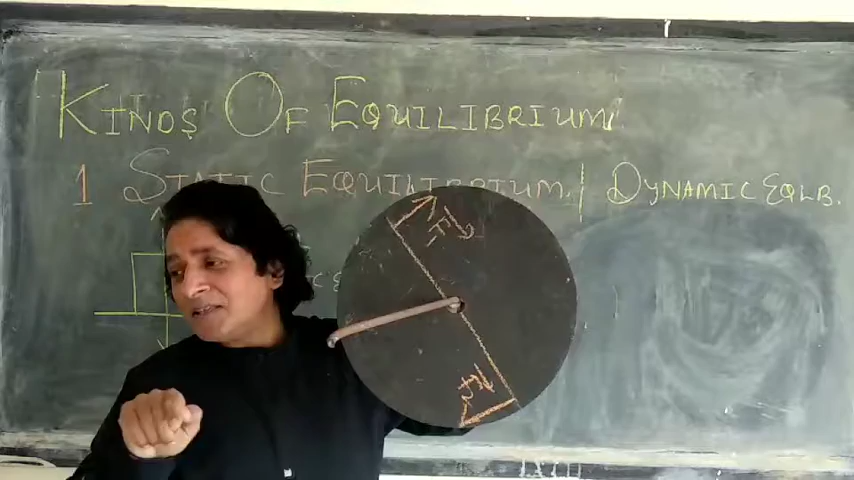 KINDS OF EQUILIBRIUM
1 STATIC EQUILIBRIUM | DYNAMIC EQLB.
F